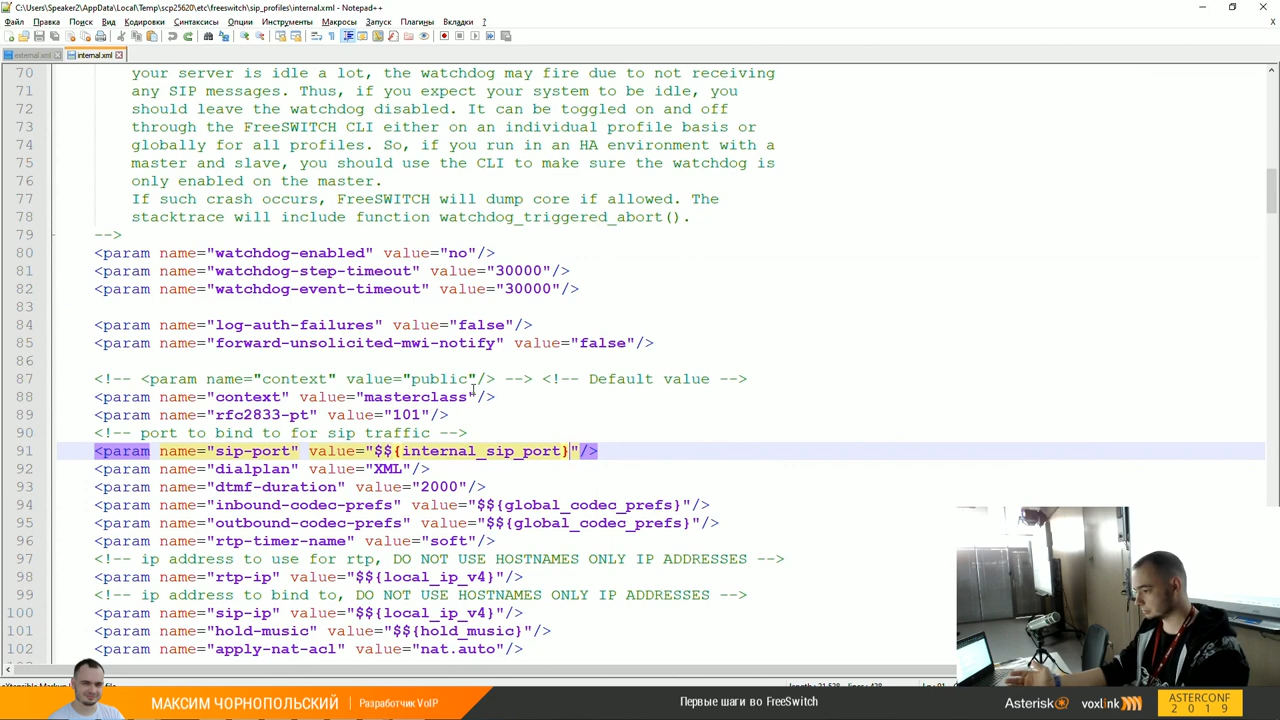 C:\Users\Speaker2\AppData\Local\Temp\scp25620\etc\freeswitch\sip_profiles\internal.xml - Notepad++
Файл Правка Поиск Вид Кодировки Синтаксисы Опции Инструменты Макросы Запуск Плагины Вкладки ?
external.xml internal.xml
70 your server is idle a lot, the watchdog may fire due to not receiving
71 any SIP messages. Thus, if you expect your system to be idle, you
72 should leave the watchdog disabled. It can be toggled on and off
73 through the FreeSWITCH CLI either on an individual profile basis or
74 globally for all profiles. So, if you run in an HA environment with a
75 master and slave, you should use the CLI to make sure the watchdog is
76 only enabled on the master.
77 If such crash occurs, FreeSWITCH will dump core if allowed. The
78 stacktrace will include function watchdog_triggered_abort().
79 -->
80 <param name="watchdog-enabled" value="no"/>
81 <param name="watchdog-step-timeout" value="30000"/>
82 <param name="watchdog-event-timeout" value="30000"/>
83
84 <param name="log-auth-failures" value="false"/>
85 <param name="forward-unsolicited-mwi-notify" value="false"/>
86
87 <!-- <param name="context" value="public"/> --> <!-- Default value -->
88 <param name="context" value="masterclass"/>
89 <param name="rfc2833-pt" value="101"/>
90 <!-- port to bind to for sip traffic -->
91 <param name="sip-port" value="$${internal_sip_port}"/>
92 <param name="dialplan" value="XML"/>
93 <param name="dtmf-duration" value="2000"/>
94 <param name="inbound-codec-prefs" value="$${global_codec_prefs}"/>
95 <param name="outbound-codec-prefs" value="$${global_codec_prefs}"/>
96 <param name="rtp-timer-name" value="soft"/>
97 <!-- ip address to use for rtp, DO NOT USE HOSTNAMES ONLY IP ADDRESSES -->
98 <param name="rtp-ip" value="$${local_ip_v4}"/>
99 <!-- ip address to bind to, DO NOT USE HOSTNAMES ONLY IP ADDRESSES -->
100 <param name="sip-ip" value="$${local_ip_v4}"/>
101 <param name="hold-music" value="$${hold_music}"/>
102 <param name="apply-nat-acl" value="nat.auto"/>
МАКСИМ ЧОРНОПОЛЬСКИЙ Разработчик VoIP Первые шаги во FreeSwitch Asterisk voxlink ASTERCONF
2019